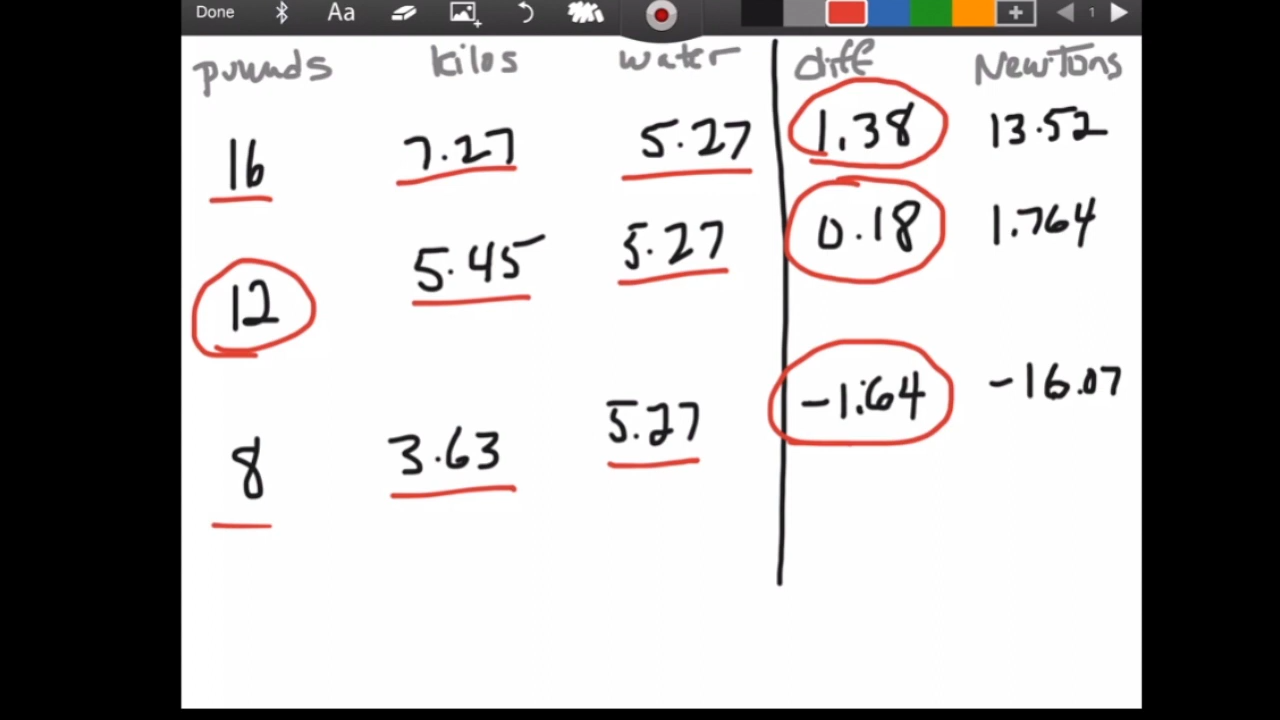 Done Aa 1
pounds kilos water diff Newtons
16 7.27 5.27 1.38 13.52
12 5.45 5.27 0.18 1.764
8 3.63 5.27 -1.64 -16.07